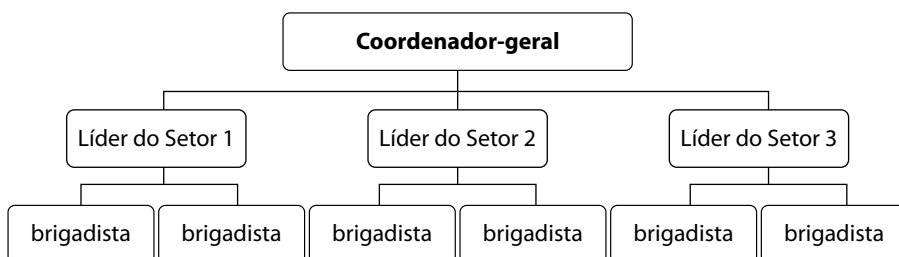 Coordenador-geral
Líder do Setor 1
Líder do Setor 2
Líder do Setor 3
brigadista
brigadista
brigadista
brigadista
brigadista
brigadista